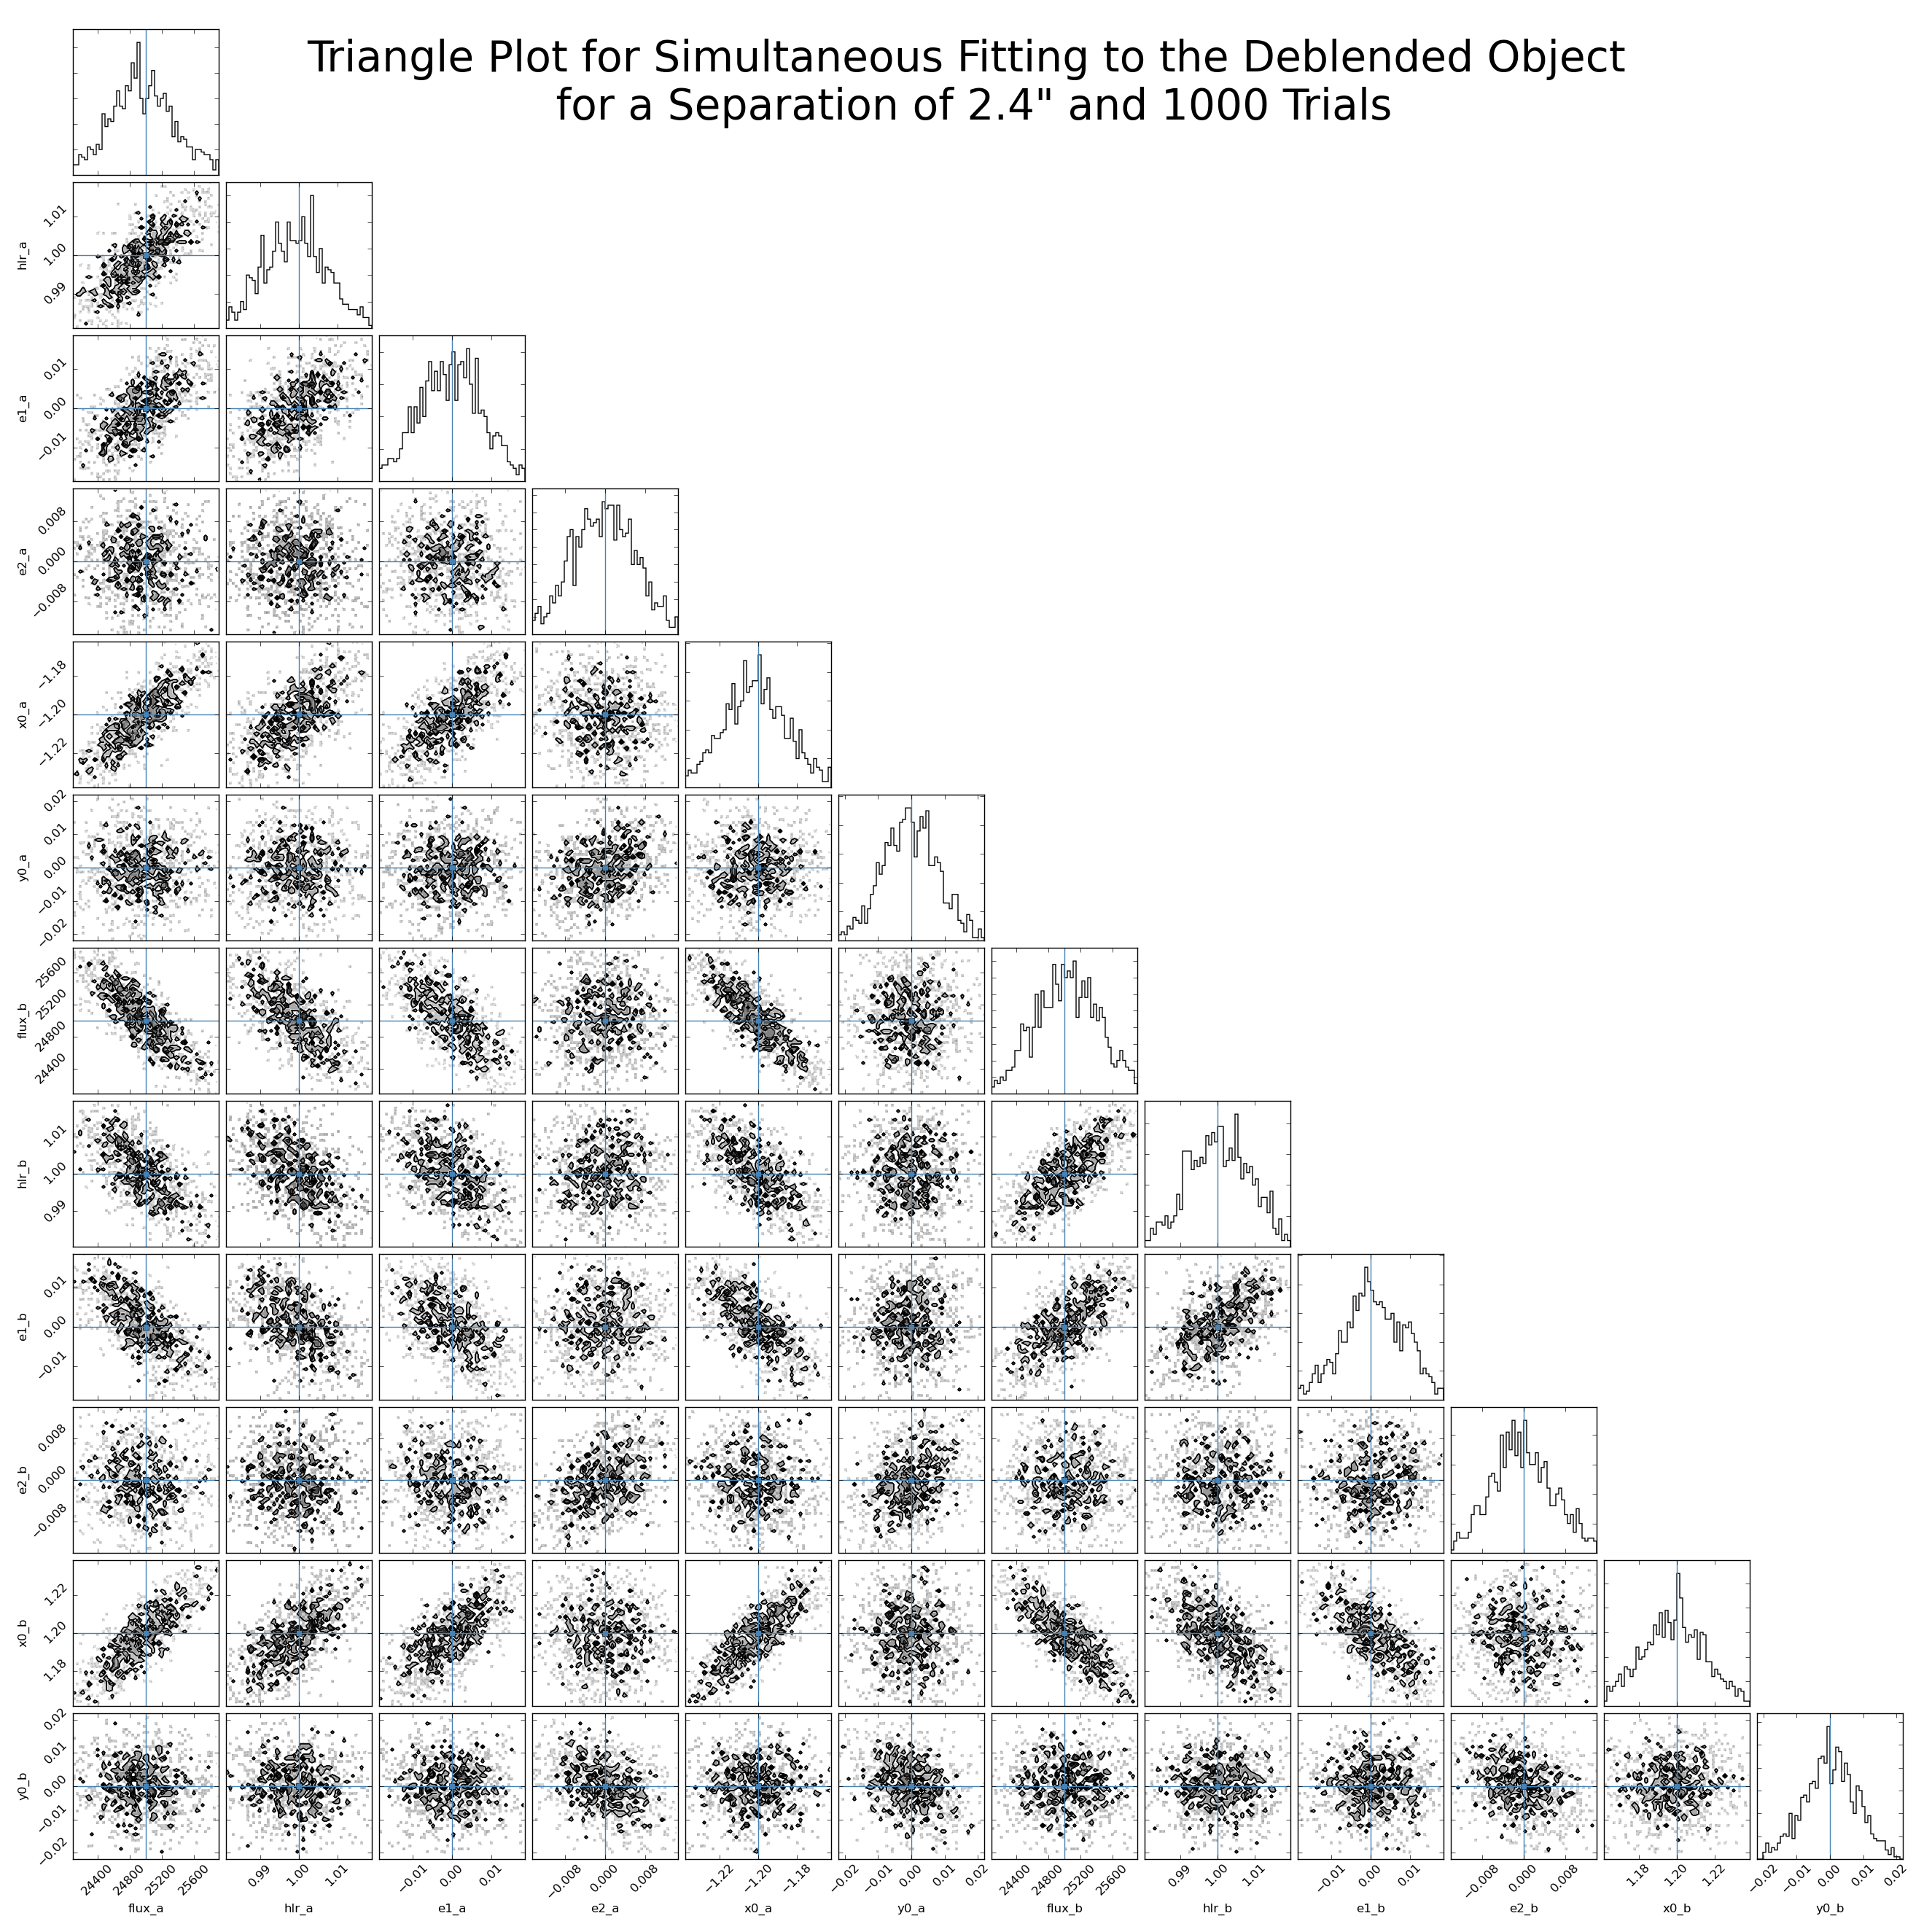 Triangle Plot for Simultaneous Fitting to the Deblended Object
for a Separation of 2.4" and 1000 Trials
hlr_a
1.01
1.00
0.99
e1_a
0.01
0.00
−0.01
e2_a
0.008
0.000
−0.008
x0_a
−1.18
−1.20
−1.22
y0_a
0.02
0.01
0.00
−0.01
−0.02
flux_b
25600
25200
24800
24400
hlr_b
1.01
1.00
0.99
e1_b
0.01
0.00
−0.01
e2_b
0.008
0.000
−0.008
x0_b
1.22
1.20
1.18
y0_b
0.02
0.01
0.00
−0.01
−0.02
24400 24800 25200 25600 0.99 1.00 1.01 −0.01 0.00 0.01 −0.008 0.000 0.008 −1.22 −1.20 −1.18 −0.02 −0.01 0.00 0.01 0.02 24400 24800 25200 25600 0.99 1.00 1.01 −0.01 0.00 0.01 −0.008 0.000 0.008 1.18 1.20 1.22 −0.02 −0.01 0.00 0.01 0.02
flux_a hlr_a e1_a e2_a x0_a y0_a flux_b hlr_b e1_b e2_b x0_b y0_b